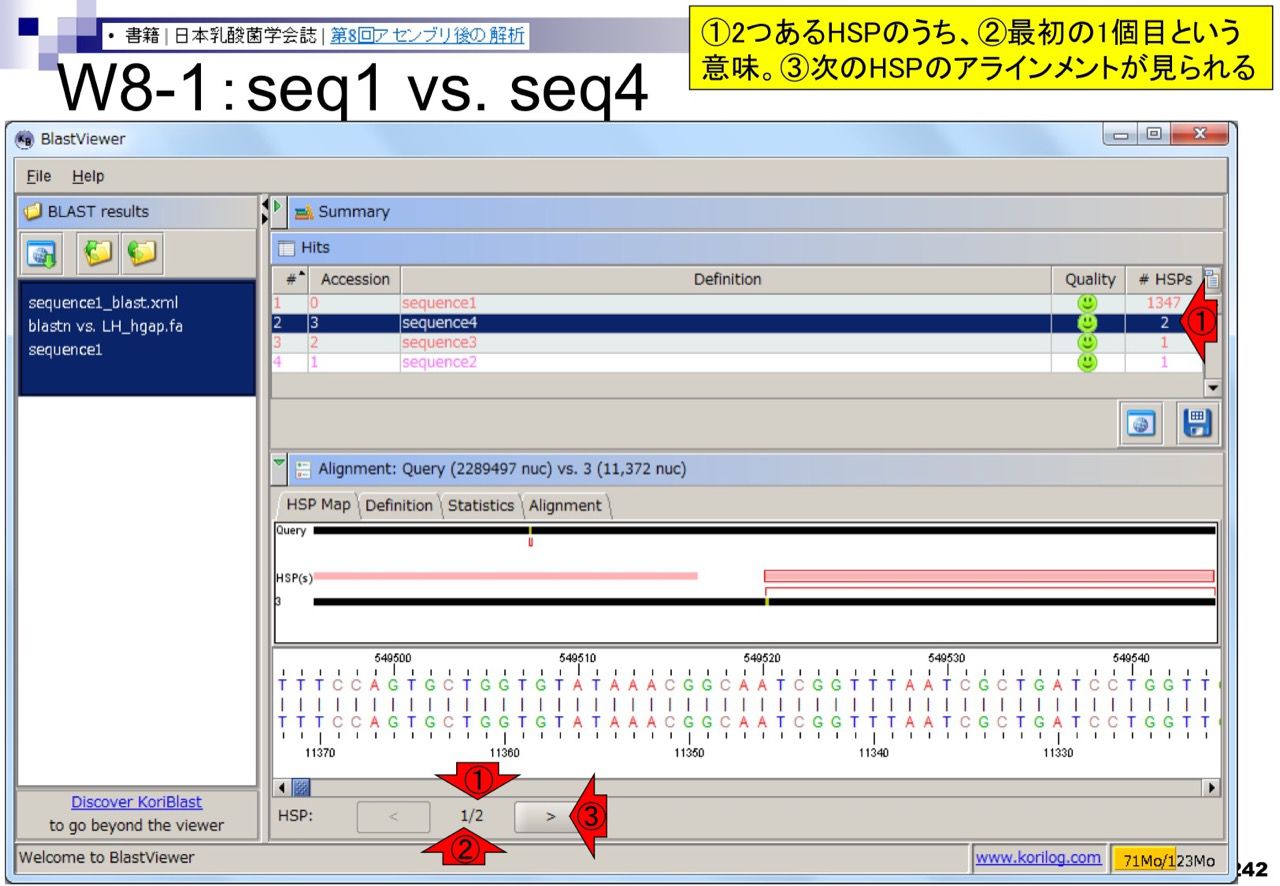 • 書籍 | 日本乳酸菌学会誌 | 第8回アセンブリ後の解析
①2つあるHSPのうち、②最初の1個目という
意味。③次のHSPのアラインメントが見られる
W8-1：seq1 vs. seq4
BlastViewer
File Help
BLAST results
Summary
Hits
# Accession Definition Quality # HSPs
sequence1_blast.xml
blastn vs. LH_hgap.fa
sequence1
1 0 sequence1 1347
2 3 sequence4 2 ①
3 2 sequence3 1
4 1 sequence2 1
Alignment: Query (2289497 nuc) vs. 3 (11,372 nuc)
HSP Map Definition Statistics Alignment
Query
HSP(s)
3
549500 549510 549520 549530 549540
T T T C C A G T G C T G G T G T A T A A A C G G C A A T C G G T T T A A T C G C T G A T C C T G G T T
T T T C C A G T G C T G G T G T A T A A A C G G C A A T C G G T T T A A T C G C T G A T C C T G G T T
11370 11360 11350 11340 11330
①
HSP: < 1/2 > ③
②
Discover KoriBlast
to go beyond the viewer
Welcome to BlastViewer
www.korilog.com 71Mo/123Mo
242